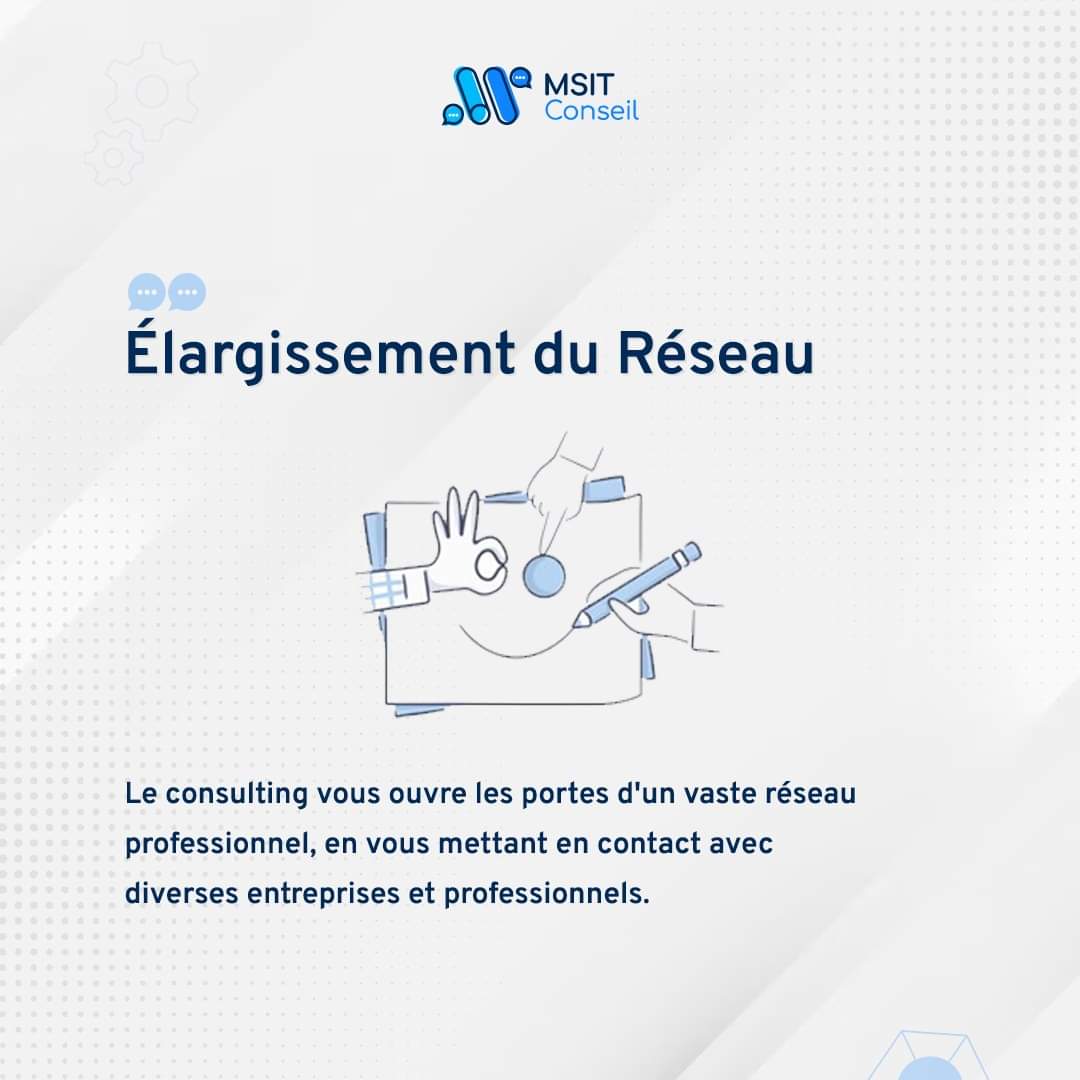 MSIT
Conseil
Élargissement du Réseau
Le consulting vous ouvre les portes d'un vaste réseau
professionnel, en vous mettant en contact avec
diverses entreprises et professionnels.